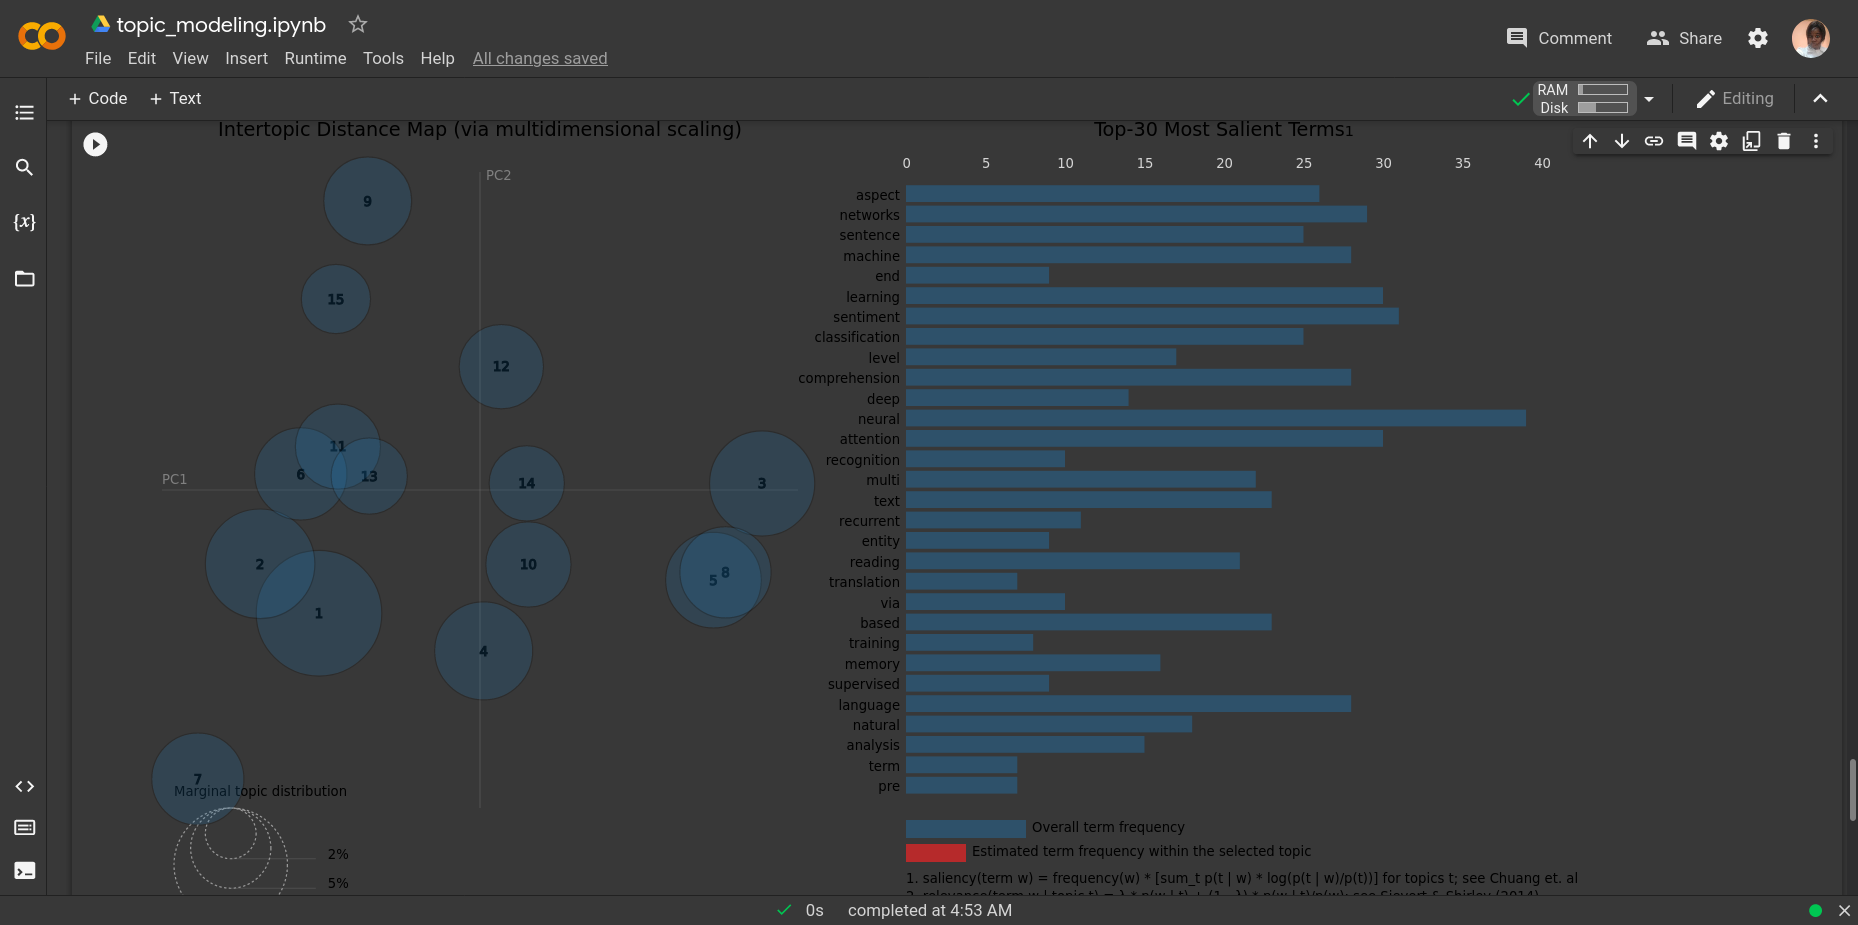 topic_modeling.ipynb
File Edit View Insert Runtime Tools Help All changes saved
Comment Share
+ Code + Text
RAM
Disk
Editing
Intertopic Distance Map (via multidimensional scaling)
PC2
PC1
9
15
12
11
6
13
14
3
2
10
8
5
1
4
7
Marginal topic distribution
2%
5%
Top-30 Most Salient Terms1
0 5 10 15 20 25 30 35 40
aspect
networks
sentence
machine
end
learning
sentiment
classification
level
comprehension
deep
neural
attention
recognition
multi
text
recurrent
entity
reading
translation
via
based
training
memory
supervised
language
natural
analysis
term
pre
Overall term frequency
Estimated term frequency within the selected topic
1. saliency(term w) = frequency(w) * [sum_t p(t | w) * log(p(t | w)/p(t))] for topics t; see Chuang et. al
{x}
0s completed at 4:53 AM